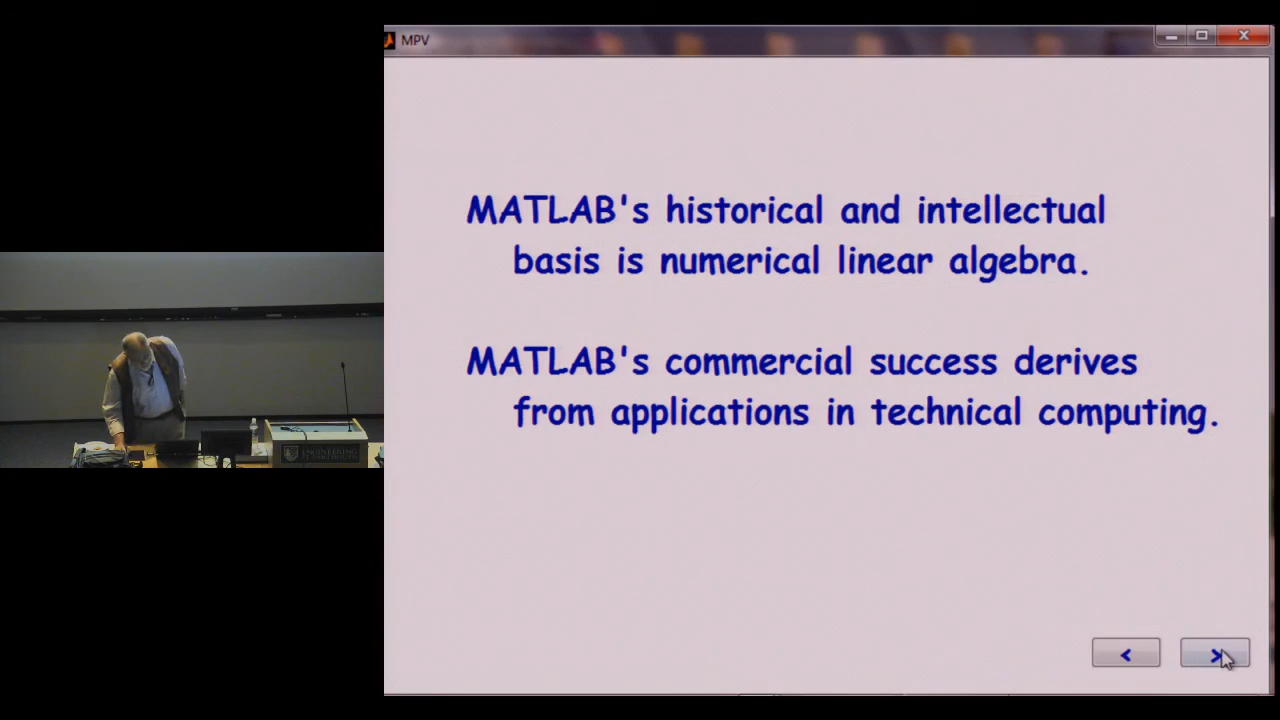 MPV
MATLAB's historical and intellectual
basis is numerical linear algebra.
MATLAB's commercial success derives
from applications in technical computing.
< >
ENGINEERING